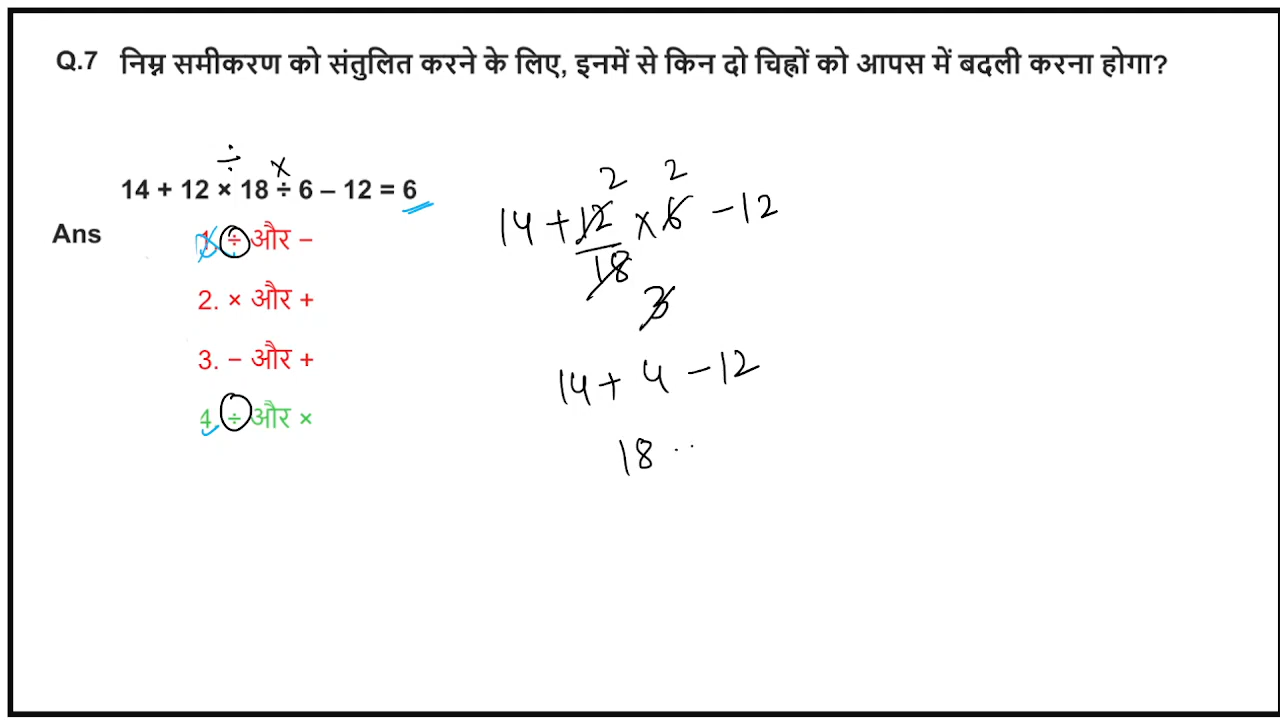 Q.7 निम्न समीकरण को संतुलित करने के लिए, इनमें से किन दो चिह्नों को आपस में बदली करना होगा?
÷ ×
14 + 12 × 18 ÷ 6 – 12 = 6
Ans
1. ÷ और –
2. × और +
3. – और +
4. ÷ और ×
2 2
14 + 12 × 6 – 12
18
3
14 + 4 – 12
18